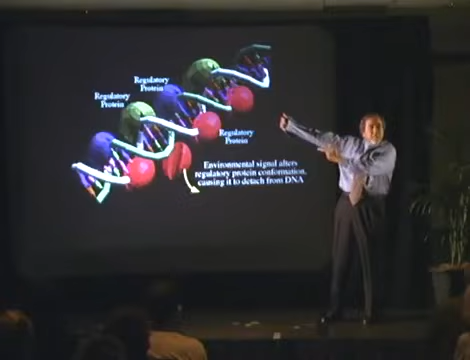 Regulatory
Protein
Regulatory
Protein
Regulatory
Protein
Environmental signal alters
regulatory protein conformation,
causing it to detach from DNA